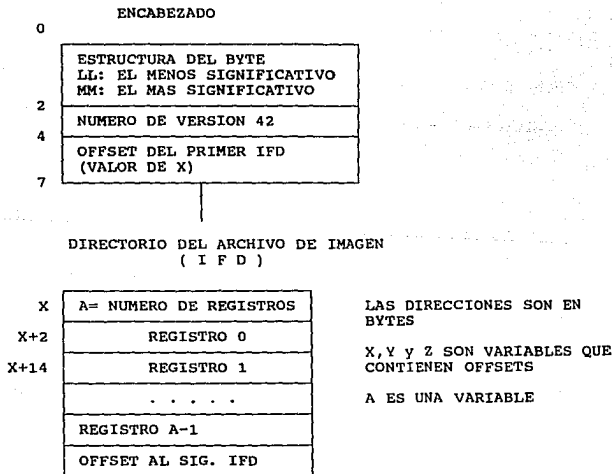 ENCABEZADO
0
ESTRUCTURA DEL BYTE
LL: EL MENOS SIGNIFICATIVO
MM: EL MAS SIGNIFICATIVO
2
NUMERO DE VERSION 42
4
OFFSET DEL PRIMER IFD
(VALOR DE X)
7
DIRECTORIO DEL ARCHIVO DE IMAGEN
( I F D )
X A= NUMERO DE REGISTROS
X+2 REGISTRO 0
X+14 REGISTRO 1
. . . . .
REGISTRO A-1
OFFSET AL SIG. IFD
LAS DIRECCIONES SON EN
BYTES
X,Y y Z SON VARIABLES QUE
CONTIENEN OFFSETS
A ES UNA VARIABLE